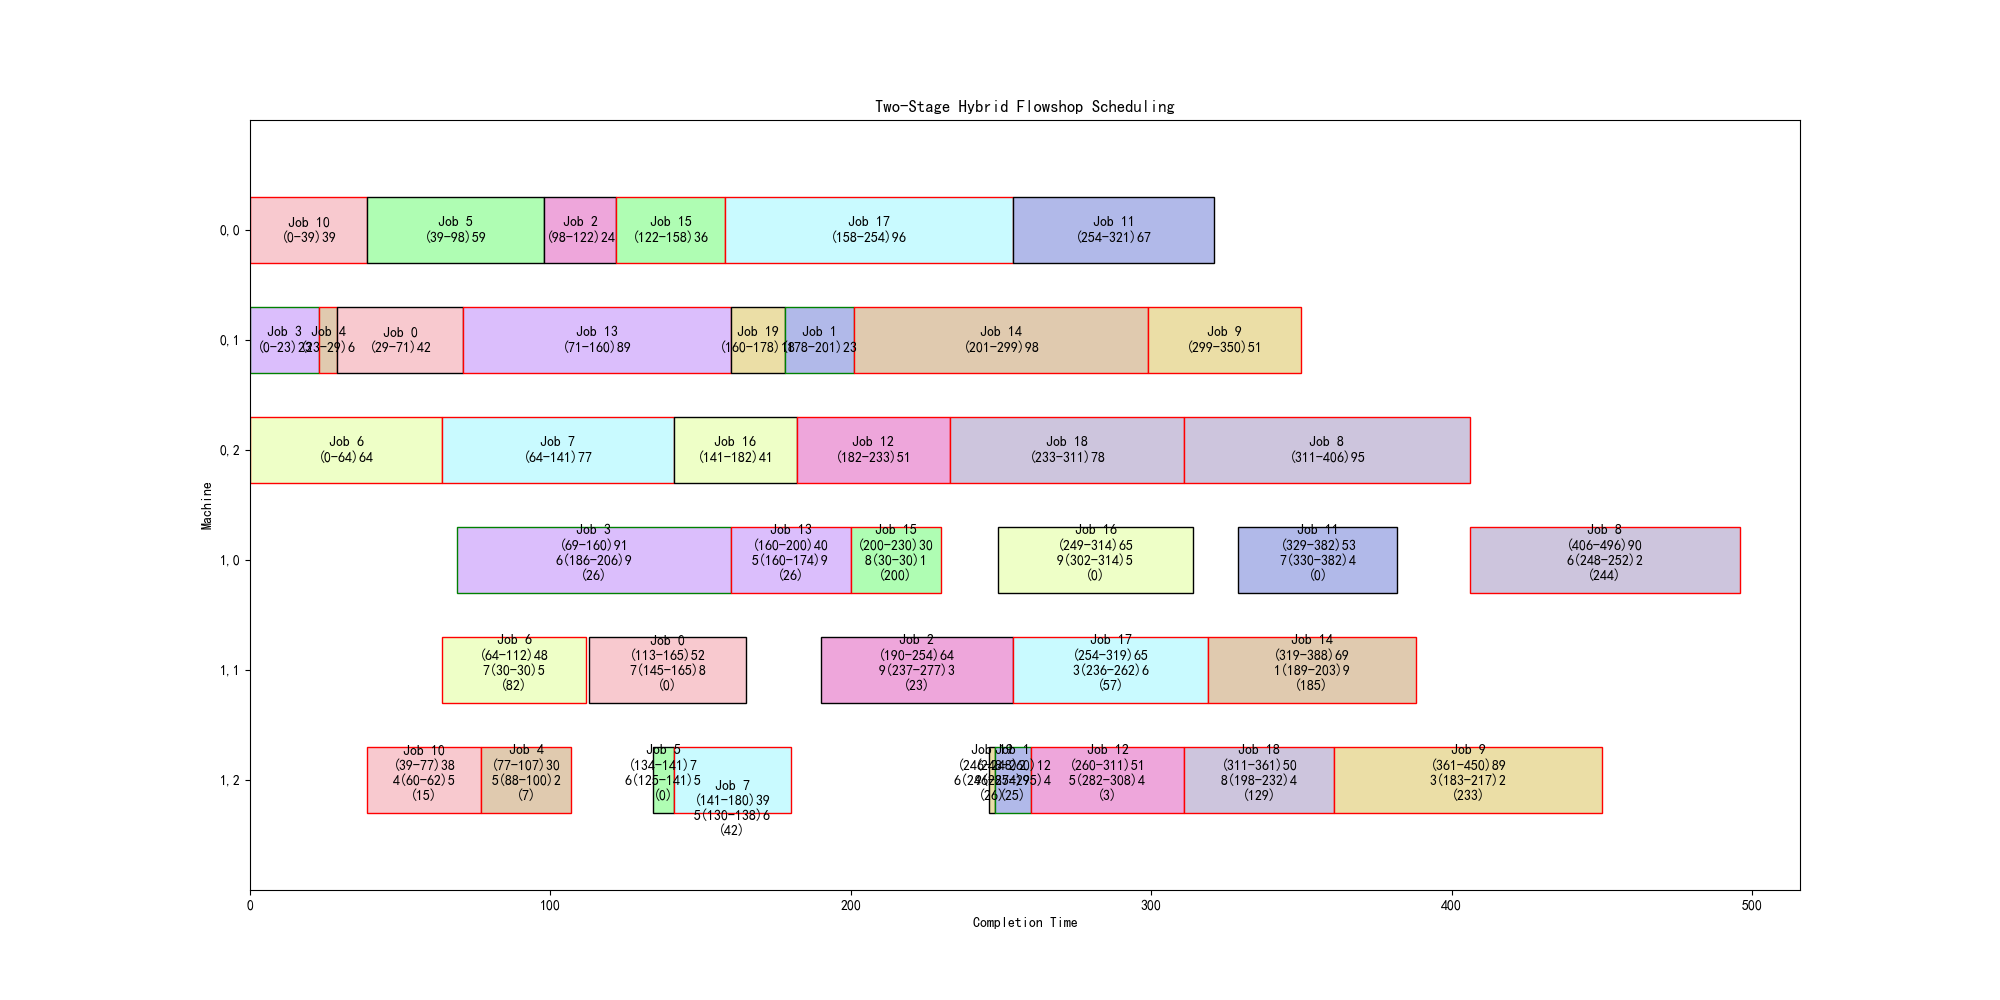 Two-Stage Hybrid Flowshop Scheduling
0,0
Job 10
(0-39)39
Job 5
(39-98)59
Job 2
(98-122)24
Job 15
(122-158)36
Job 17
(158-254)96
Job 11
(254-321)67
0,1
Job 3
(0-23)23
Job 4
(23-29)6
Job 0
(29-71)42
Job 13
(71-160)89
Job 19
(160-178)18
Job 1
(178-201)23
Job 14
(201-299)98
Job 9
(299-350)51
0,2
Job 6
(0-64)64
Job 7
(64-141)77
Job 16
(141-182)41
Job 12
(182-233)51
Job 18
(233-311)78
Job 8
(311-406)95
Machine
1,0
Job 3
(69-160)91
6(186-206)9
(26)
Job 13
(160-200)40
5(160-174)9
(26)
Job 15
(200-230)30
8(30-30)1
(200)
Job 16
(249-314)65
9(302-314)5
(0)
Job 11
(329-382)53
7(330-382)4
(0)
Job 8
(406-496)90
6(248-252)2
(244)
1,1
Job 6
(64-112)48
7(30-30)5
(82)
Job 0
(113-165)52
7(145-165)8
(0)
Job 2
(190-254)64
9(237-277)3
(23)
Job 17
(254-319)65
3(236-262)6
(57)
Job 14
(319-388)69
1(189-203)9
(185)
1,2
Job 10
(39-77)38
4(60-62)5
(15)
Job 4
(77-107)30
5(88-100)2
(7)
Job 5
(134-141)7
6(125-141)5
(0)
Job 7
(141-180)39
5(130-138)6
(42)
Job 19
(246-248)2
(26)
Job 1
(248-260)12
(25)
Job 12
(260-311)51
5(282-308)4
(3)
Job 18
(311-361)50
8(198-232)4
(129)
Job 9
(361-450)89
3(183-217)2
(233)
0
100
200
300
400
500
Completion Time